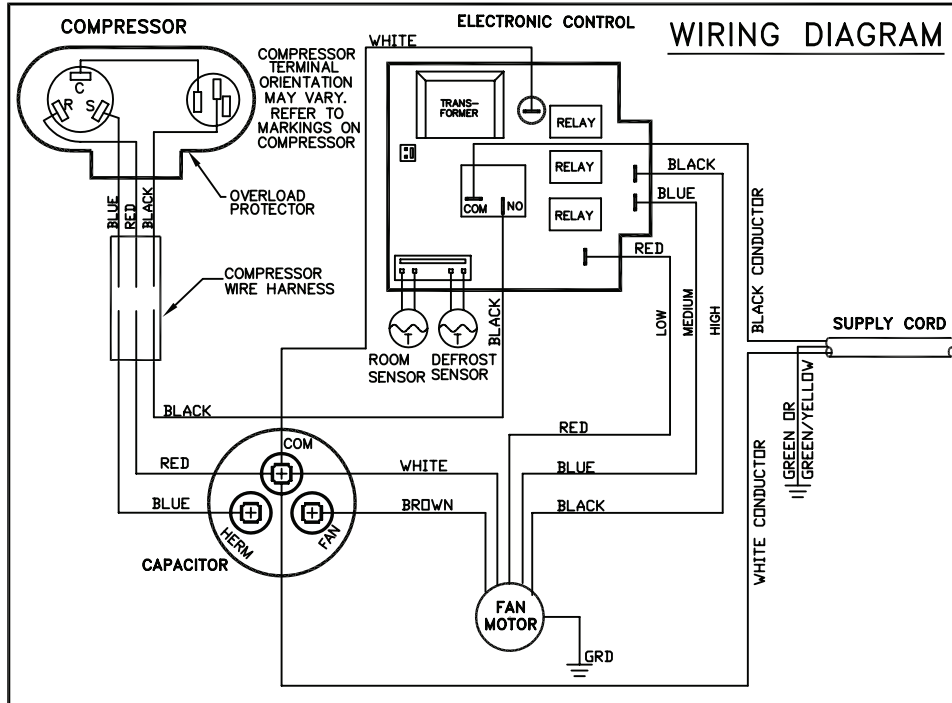 WIRING DIAGRAM
COMPRESSOR
ELECTRONIC CONTROL
WHITE
COMPRESSOR
TERMINAL
ORIENTATION
MAY VARY.
REFER TO
MARKINGS ON
COMPRESSOR
C
R
S
TRANS-
FORMER
RELAY
RELAY
RELAY
COM
NO
BLACK
BLUE
RED
OVERLOAD
PROTECTOR
BLUE
RED
BLACK
COMPRESSOR
WIRE HARNESS
T
T
ROOM
SENSOR
DEFROST
SENSOR
BLACK
LOW
MEDIUM
HIGH
BLACK CONDUCTOR
SUPPLY CORD
GREEN OR
GREEN/YELLOW
WHITE CONDUCTOR
BLACK
COM
RED
WHITE
BLUE
BROWN
HERM
FAN
CAPACITOR
RED
BLUE
BLACK
FAN
MOTOR
GRD